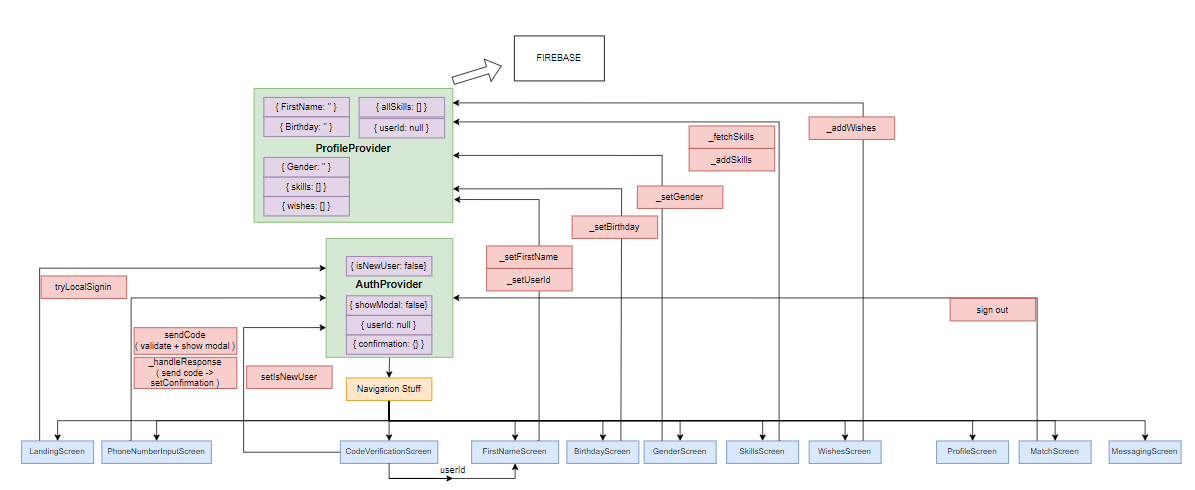 FIREBASE
{ FirstName: '' }
{ allSkills: [] }
{ Birthday: '' }
{ userId: null }
ProfileProvider
{ Gender: '' }
{ skills: [] }
{ wishes: [] }
_addWishes
_fetchSkills
_addSkills
_setGender
_setBirthday
_setFirstName
_setUserId
{ isNewUser: false}
AuthProvider
{ showModal: false}
{ userId: null }
{ confirmation: {} }
tryLocalSignin
sendCode
( validate + show modal )
_handleResponse
( send code ->
setConfirmation )
setIsNewUser
sign out
Navigation Stuff
LandingScreen
PhoneNumberInputScreen
CodeVerificationScreen
FirstNameScreen
BirthdayScreen
GenderScreen
SkillsScreen
WishesScreen
ProfileScreen
MatchScreen
MessagingScreen
userId